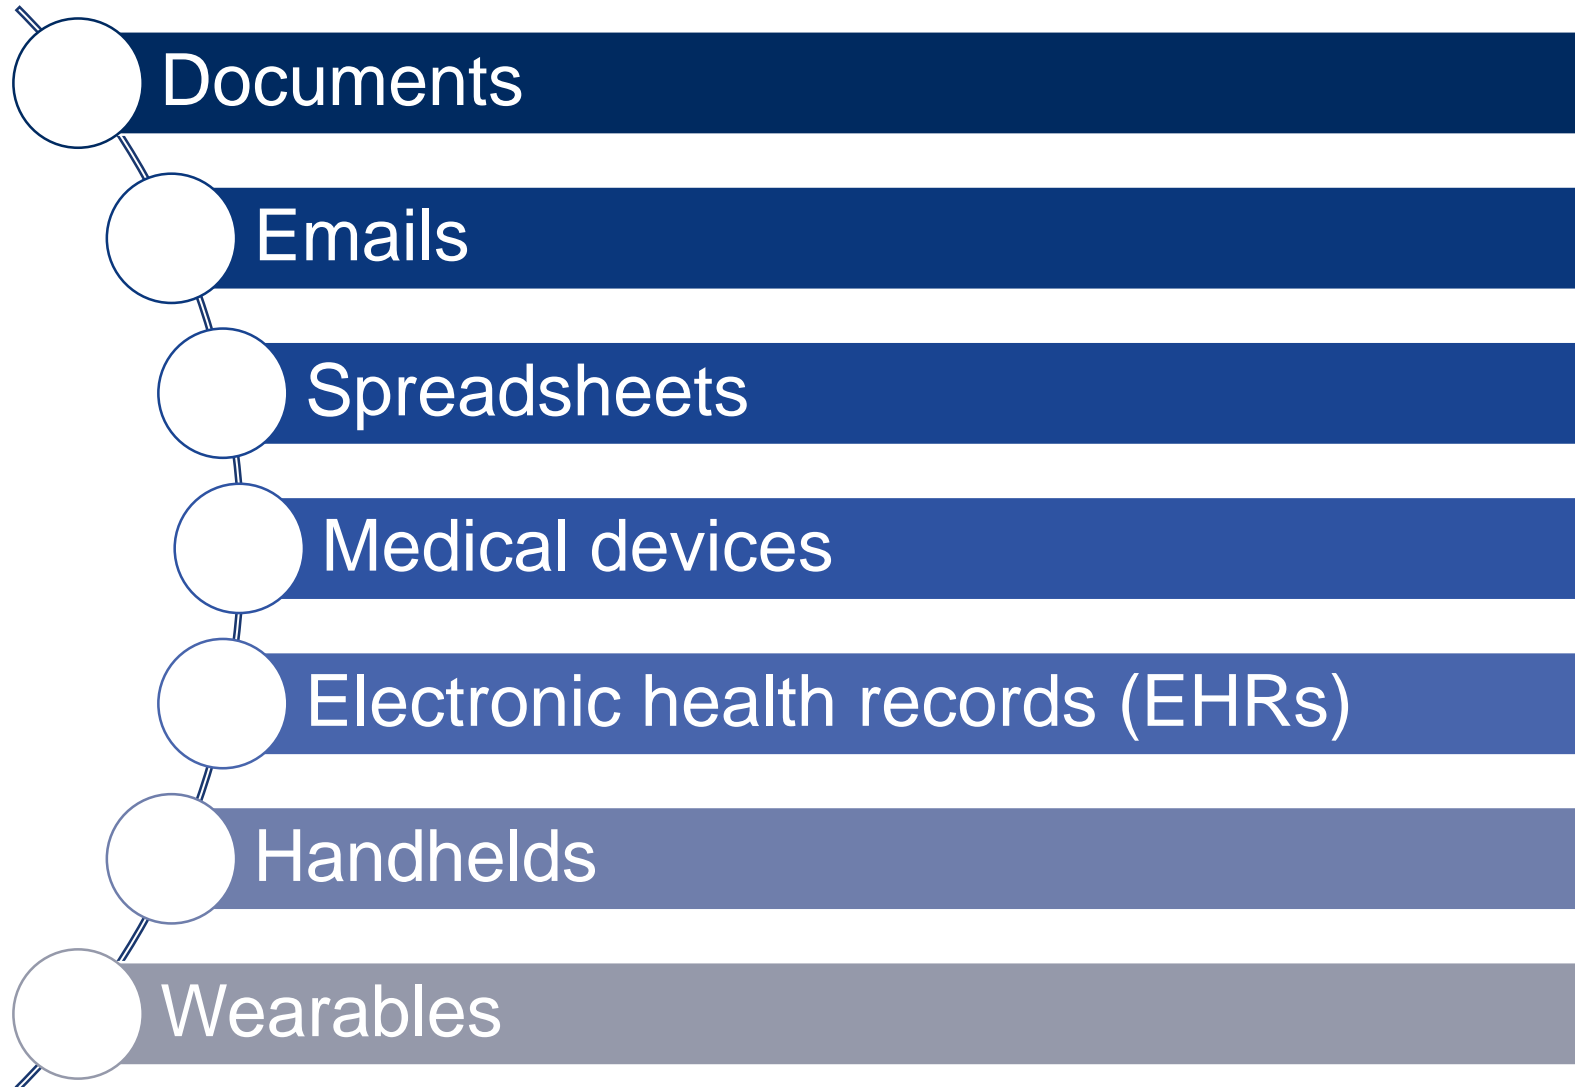 Documents
Emails
Spreadsheets
Medical devices
Electronic health records (EHRs)
Handhelds
Wearables